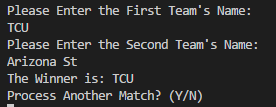 Please Enter the First Team's Name:
TCU
Please Enter the Second Team's Name:
Arizona St
The Winner is: TCU
Process Another Match? (Y/N)